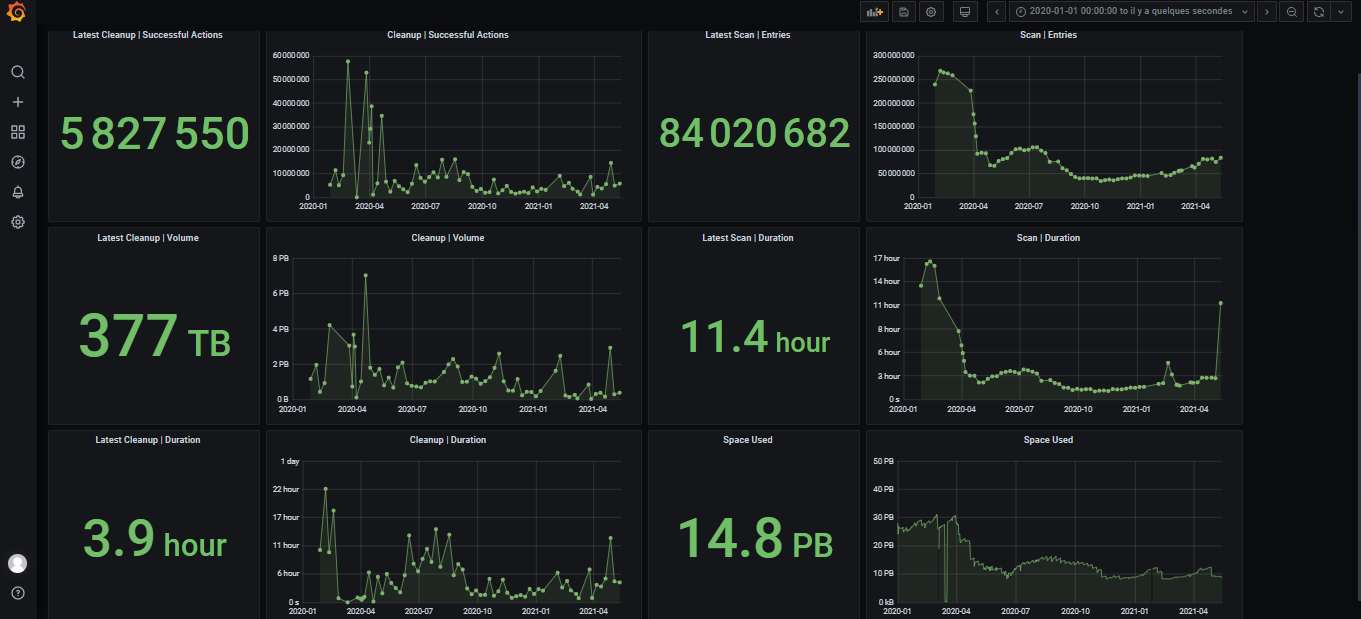 2020-01-01 00:00:00 to il y a quelques secondes
Latest Cleanup | Successful Actions
5 827 550
Cleanup | Successful Actions
60000000
50000000
40000000
30000000
20000000
10000000
0
2020-01 2020-04 2020-07 2020-10 2021-01 2021-04
Latest Scan | Entries
84 020 682
Scan | Entries
300000000
250000000
200000000
150000000
100000000
50000000
0
2020-01 2020-04 2020-07 2020-10 2021-01 2021-04
Latest Cleanup | Volume
377 TB
Cleanup | Volume
8 PB
6 PB
4 PB
2 PB
0 B
2020-01 2020-04 2020-07 2020-10 2021-01 2021-04
Latest Scan | Duration
11.4 hour
Scan | Duration
17 hour
14 hour
11 hour
8 hour
6 hour
3 hour
0 s
2020-01 2020-04 2020-07 2020-10 2021-01 2021-04
Latest Cleanup | Duration
3.9 hour
Cleanup | Duration
1 day
22 hour
17 hour
11 hour
6 hour
0 s
2020-01 2020-04 2020-07 2020-10 2021-01 2021-04
Space Used
14.8 PB
Space Used
50 PB
40 PB
30 PB
20 PB
10 PB
0 kB
2020-01 2020-04 2020-07 2020-10 2021-01 2021-04